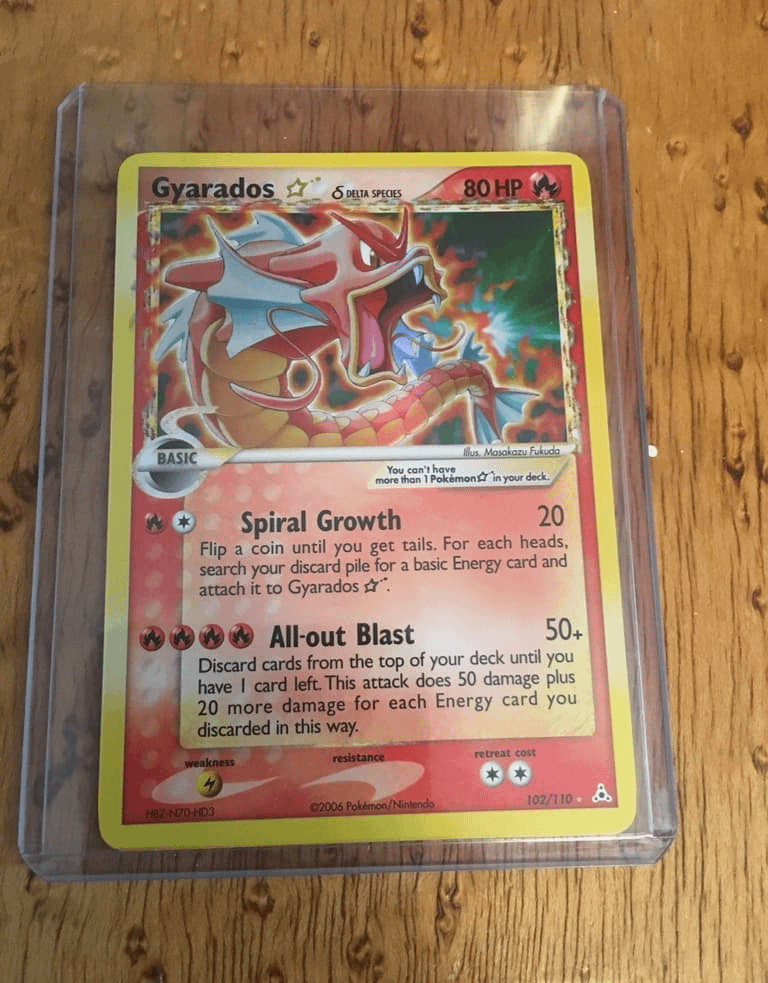 Gyarados ☆ δ DELTA SPECIES 80 HP
BASIC
Illus. Masakazu Fukuda
You can't have
more than 1 Pokémon☆ in your deck.
Spiral Growth 20
Flip a coin until you get tails. For each heads,
search your discard pile for a basic Energy card and
attach it to Gyarados ☆.
All-out Blast 50+
Discard cards from the top of your deck until you
have 1 card left. This attack does 50 damage plus
20 more damage for each Energy card you
discarded in this way.
weakness resistance retreat cost
HBZ-N70-HD3 ©2006 Pokémon/Nintendo 102/110 ★